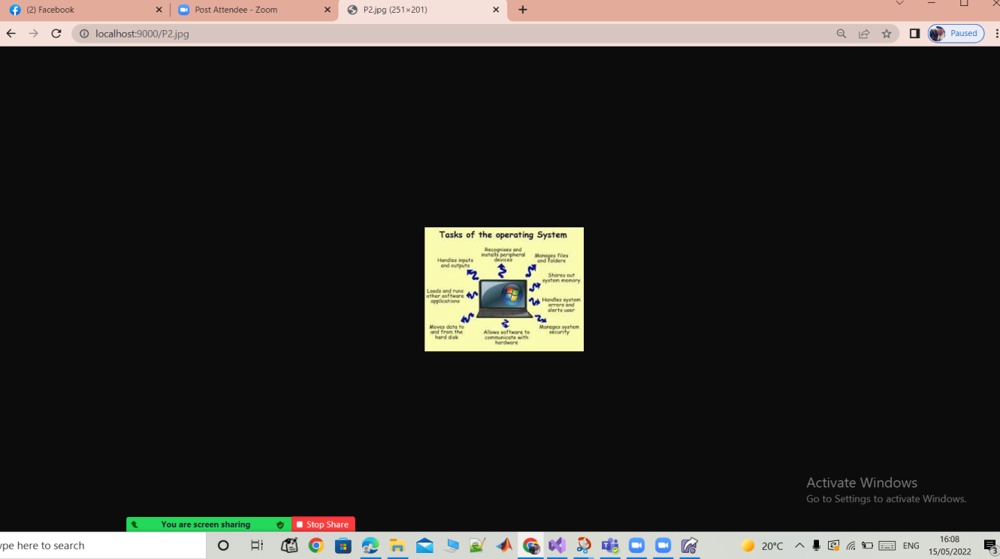 (2) Facebook
Post Attendee - Zoom
P2.jpg (251×201)
localhost:9000/P2.jpg
Paused
Tasks of the operating System
Recognises and
installs peripheral
devices
Handles inputs
and outputs
Manages files
and folders
Shares out
system memory
Loads and runs
other software
applications
Handles system
errors and
alerts user
Moves data to
and from the
hard disk
Allows software to
communicate with
hardware
Manages system
security
Activate Windows
Go to Settings to activate Windows.
You are screen sharing
Stop Share
ype here to search
20°C
ENG
16:08
15/05/2022
3